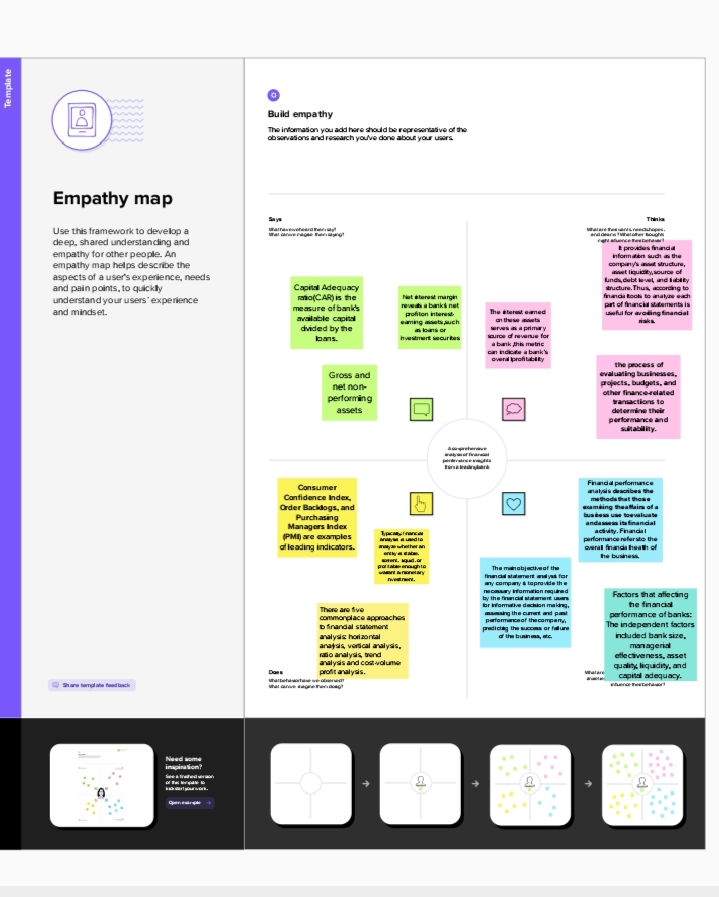 Template
Empathy map
Use this framework to develop a
deep, shared understanding and
empathy for other people. An
empathy map helps describe the
aspects of a user's experience, needs
and pain points, to quickly
understand your users' experience
and mindset.
Share template feedback
Build empathy
The information you add here should be representative of the
observations and research you've done about your users.
Says
What have we heard them say?
What can we imagine them saying?
Thinks
What are their wants, needs, hopes,
and dreams? What other thoughts
might influence their behavior?
Capital Adequacy
ratio(CAR) is the
measure of bank's
available capital
divided by the
loans.
Net interest margin
reveals a bank's net
profit on interest-
earning assets,such
as loans or
investment securites
Gross and
net non-
performing
assets
The interest earned
on these assets
serves as a primary
source of revenue for
a bank ,this metric
can indicate a bank's
overall profitability
It provides financial
information such as the
company's asset structure,
asset liquidity,source of
funds,debt level, and liability
structure.Thus, according to
financial tools to analyze each
part of financial statements is
useful for avoiling financial
risks.
the process of
evaluating businesses,
projects, budgets, and
other finance-related
transactions to
determine their
performance and
suitability.
A comprehensive
analysis of financial
performance insights
from a leading bank
Consumer
Confidence Index,
Order Backlogs, and
Purchasing
Managers Index
(PMI) are examples
of leading indicators.
Typically, financial
analysis is used to
analyze whether an
entity is stable,
solvent, liquid, or
profitable enough to
warrant a monetary
investment.
There are five
commonplace approaches
to financial statement
analysis: horizontal
analysis, vertical analysis,
ratio analysis, trend
analysis and cost-volume
profit analysis.
Financial performance
analysis describes the
methods that those
examining the affairs of a
business use to evaluate
and assess its financial
activity. Financial
performance refers to the
overall financial health of
the business.
The main objective of the
financial statement analysis for
any company is to provide the
necessary information required
by the financial statement users
for informative decision making,
assessing the current and past
performance of the company,
predicting the success or failure
of the business, etc.
Factors that affecting
the financial
performance of banks:
The independent factors
included bank size,
managerial
effectiveness, asset
quality, liquidity, and
capital adequacy.
Does
What behavior have we observed?
What can we imagine them doing?
What are
influence their behavior?
Need some
inspiration?
See a finished version
of this template to
kickstart your work.
Open example